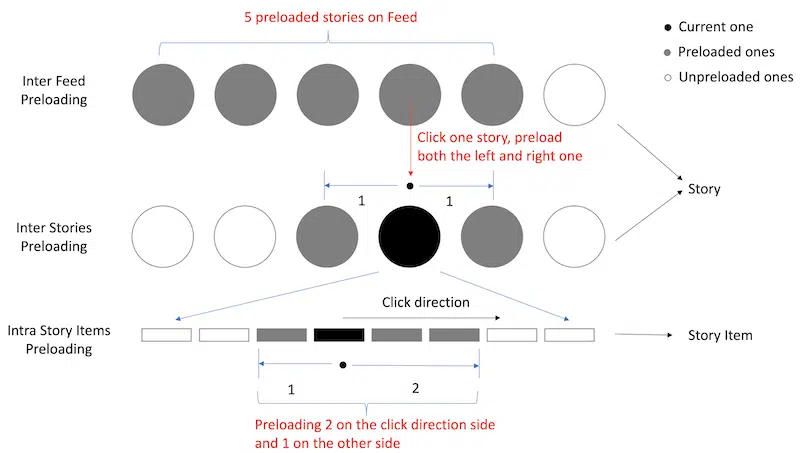 5 preloaded stories on Feed
Current one
Preloaded ones
Unpreloaded ones
Inter Feed
Preloading
Click one story, preload
both the left and right one
1
1
Story
Inter Stories
Preloading
Click direction
Intra Story Items
Preloading
Story Item
1
2
Preloading 2 on the click direction side
and 1 on the other side